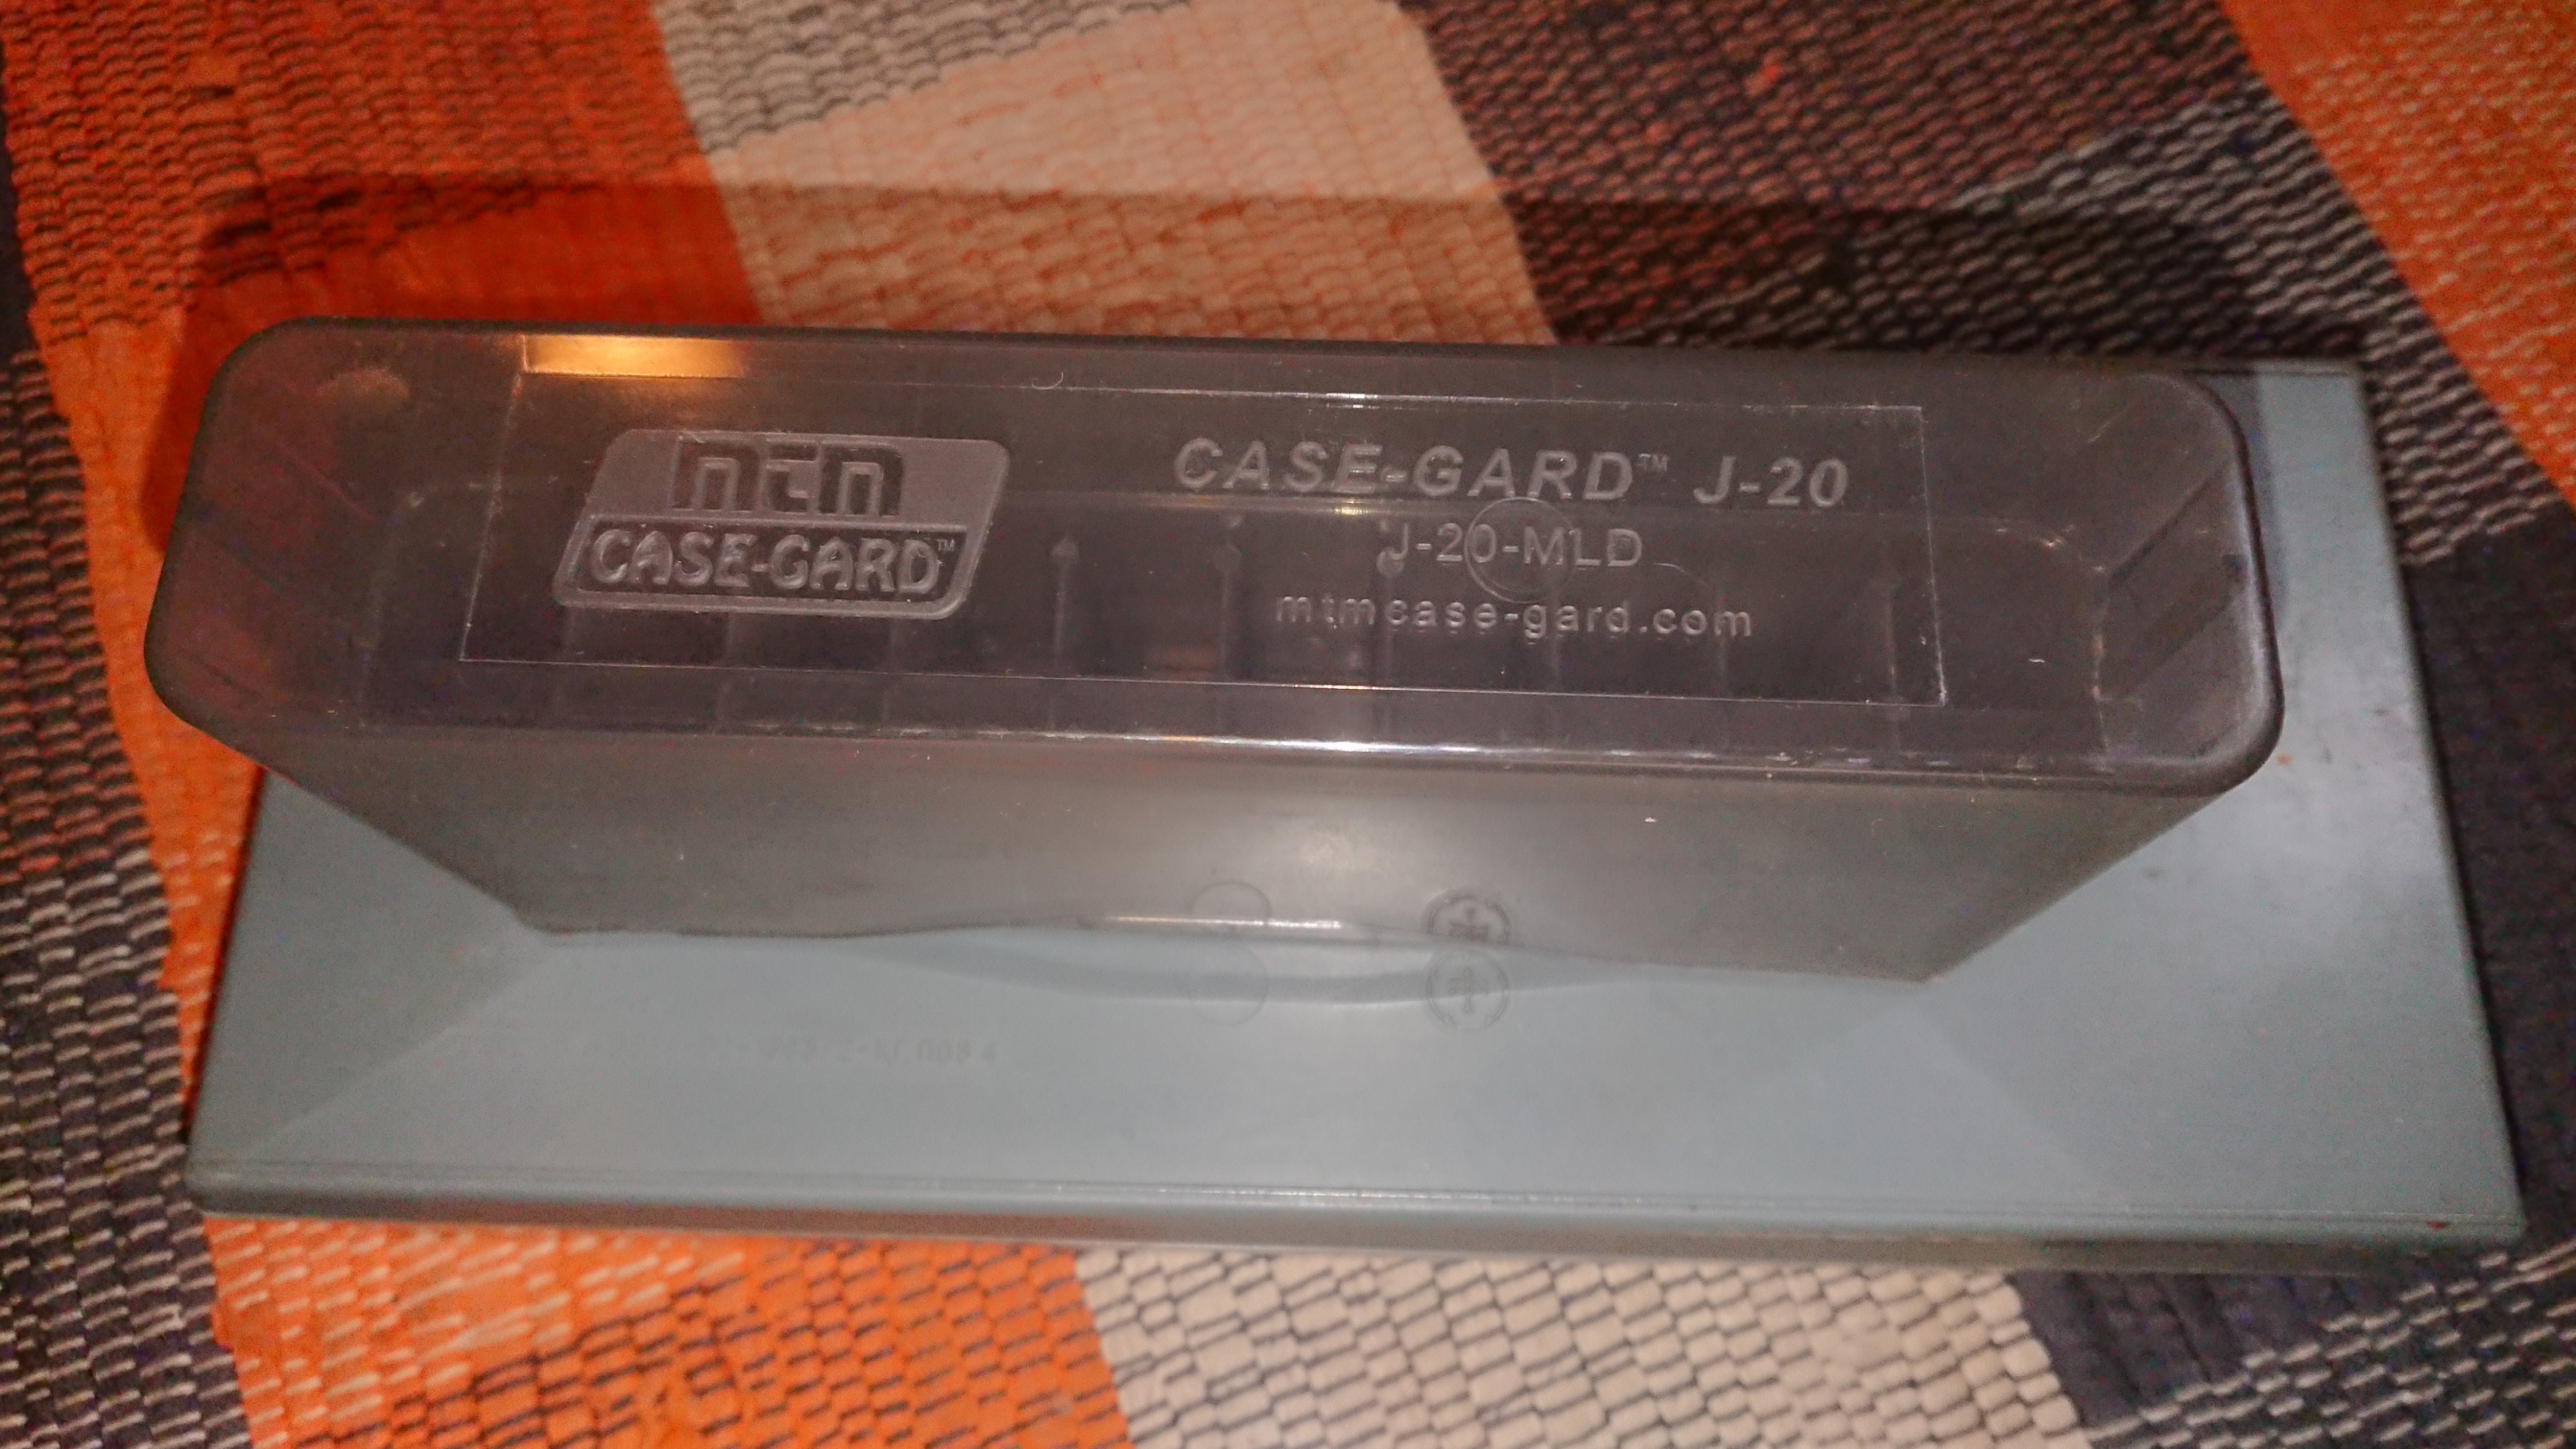 mtm
CASE-GARD™
CASE-GARD™ J-20
J-20-MLD
mtmcase-gard.com